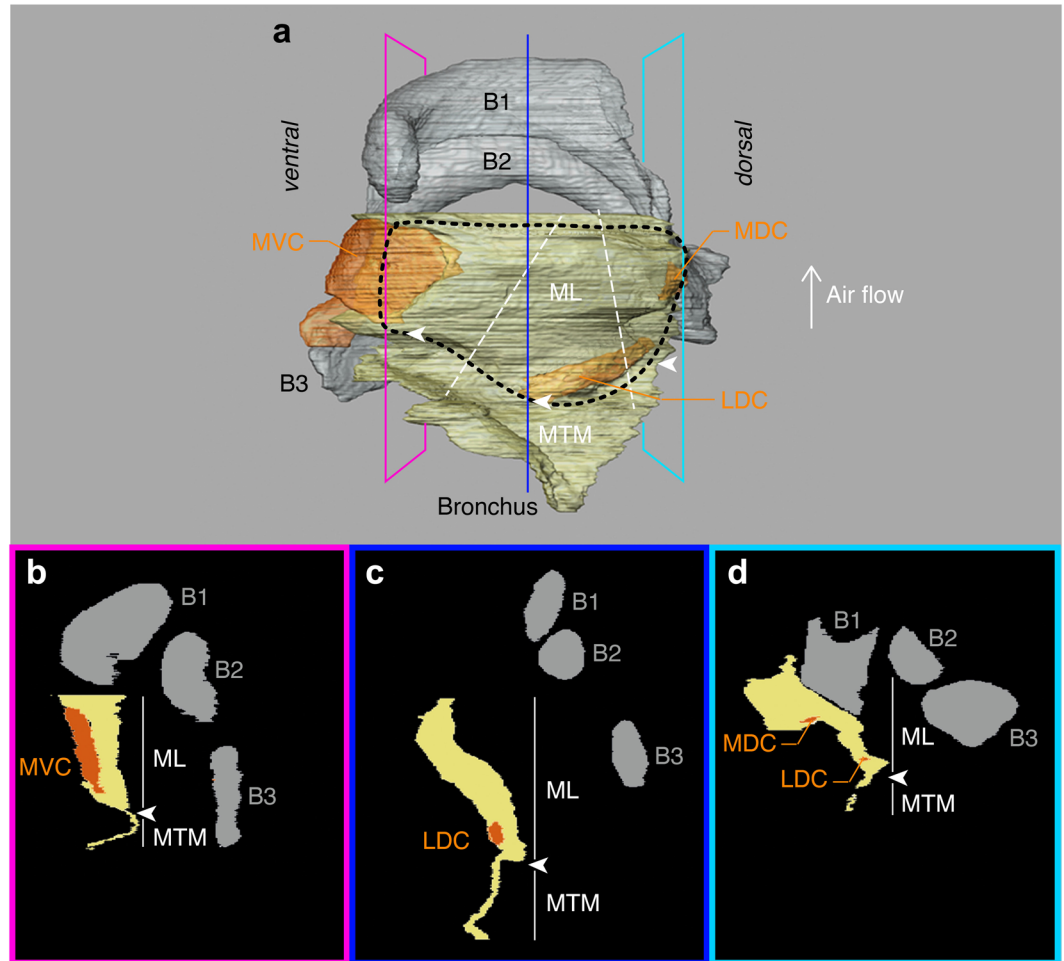 a
B1
B2
ventral
dorsal
MVC
MDC
ML
Air flow
B3
LDC
MTM
Bronchus
b
B1
B2
ML
MVC
B3
MTM
c
B1
B2
B3
ML
LDC
MTM
d
B1
B2
MDC
ML
B3
LDC
MTM